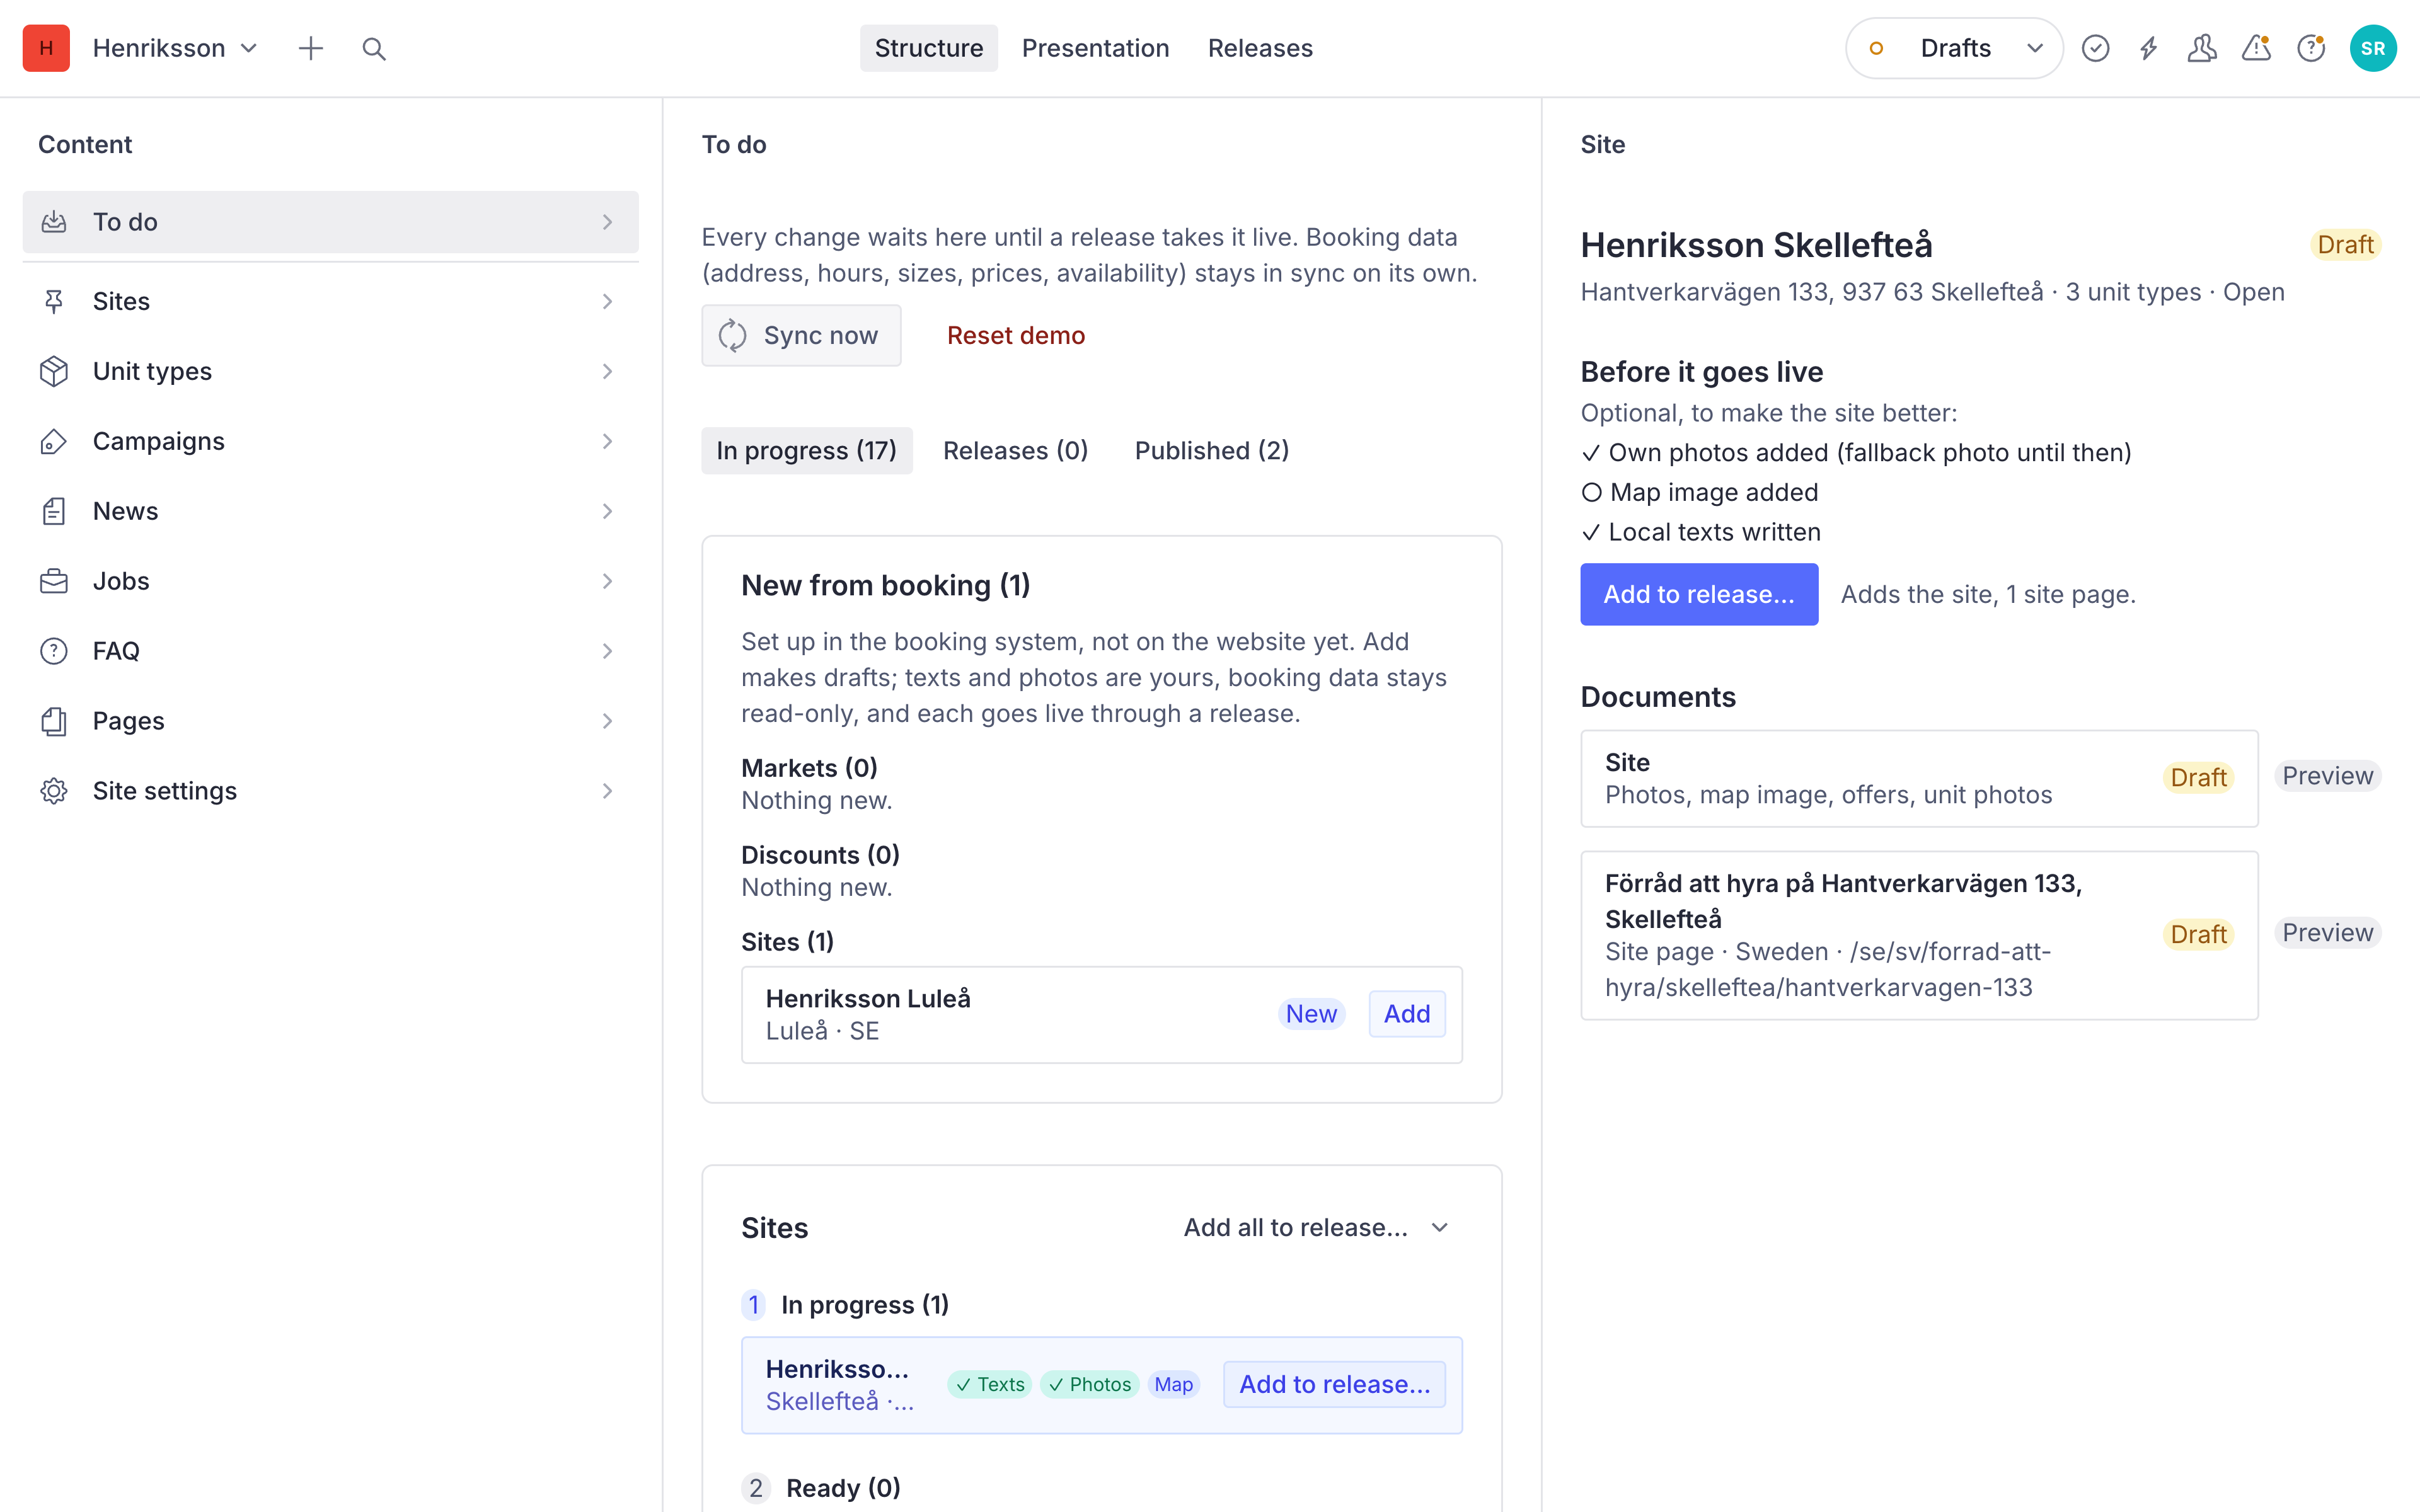 H
Henriksson
Structure
Presentation
Releases
Drafts
SR
Content
To do
Sites
Unit types
Campaigns
News
Jobs
FAQ
Pages
Site settings
To do
Every change waits here until a release takes it live. Booking data
(address, hours, sizes, prices, availability) stays in sync on its own.
Sync now
Reset demo
In progress (17)
Releases (0)
Published (2)
New from booking (1)
Set up in the booking system, not on the website yet. Add
makes drafts; texts and photos are yours, booking data stays
read-only, and each goes live through a release.
Markets (0)
Nothing new.
Discounts (0)
Nothing new.
Sites (1)
Henriksson Luleå
Luleå · SE
New
Add
Sites
Add all to release...
1 In progress (1)
Henriksso...
Skellefteå ·...
✓ Texts
✓ Photos
Map
Add to release...
2 Ready (0)
Site
Henriksson Skellefteå
Draft
Hantverkarvägen 133, 937 63 Skellefteå · 3 unit types · Open
Before it goes live
Optional, to make the site better:
✓ Own photos added (fallback photo until then)
○ Map image added
✓ Local texts written
Add to release...
Adds the site, 1 site page.
Documents
Site
Photos, map image, offers, unit photos
Draft
Preview
Förråd att hyra på Hantverkarvägen 133,
Skellefteå
Site page · Sweden · /se/sv/forrad-att-
hyra/skelleftea/hantverkarvagen-133
Draft
Preview